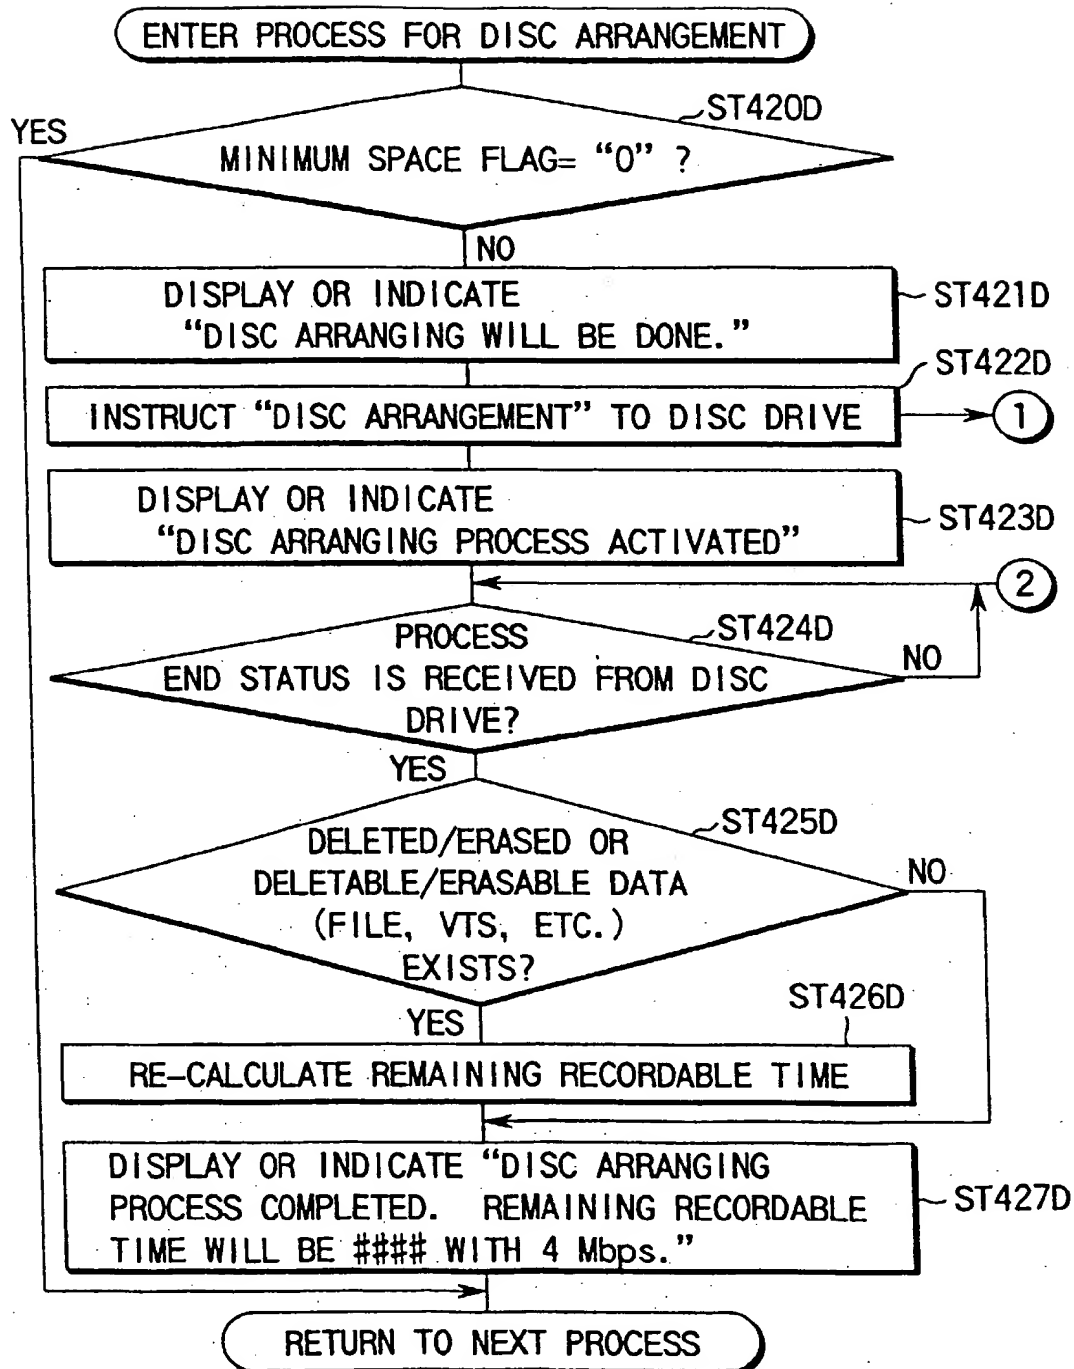 ENTER PROCESS FOR DISC ARRANGEMENT
ST420D
YES
MINIMUM SPACE FLAG= "0" ?
NO
DISPLAY OR INDICATE
"DISC ARRANGING WILL BE DONE."
ST421D
ST422D
INSTRUCT "DISC ARRANGEMENT" TO DISC DRIVE
1
DISPLAY OR INDICATE
"DISC ARRANGING PROCESS ACTIVATED"
ST423D
2
ST424D
PROCESS
END STATUS IS RECEIVED FROM DISC
DRIVE?
NO
YES
ST425D
DELETED/ERASED OR
DELETABLE/ERASABLE DATA
(FILE, VTS, ETC.)
EXISTS?
NO
YES
ST426D
RE-CALCULATE REMAINING RECORDABLE TIME
DISPLAY OR INDICATE "DISC ARRANGING
PROCESS COMPLETED. REMAINING RECORDABLE
TIME WILL BE #### WITH 4 Mbps."
ST427D
RETURN TO NEXT PROCESS